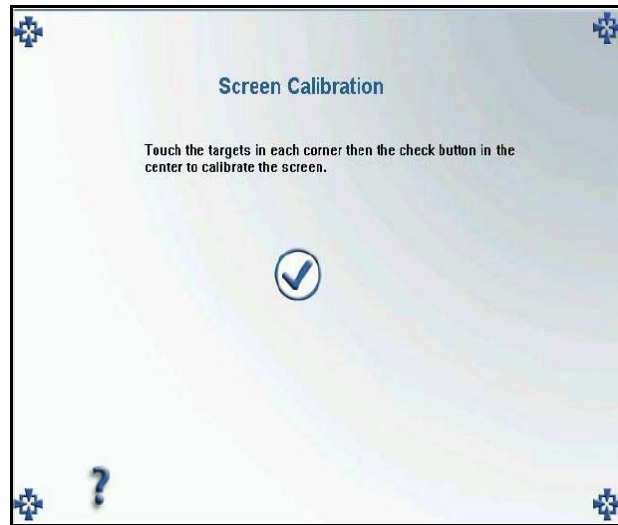 Screen Calibration
Touch the targets in each corner then the check button in the
center to calibrate the screen.
?